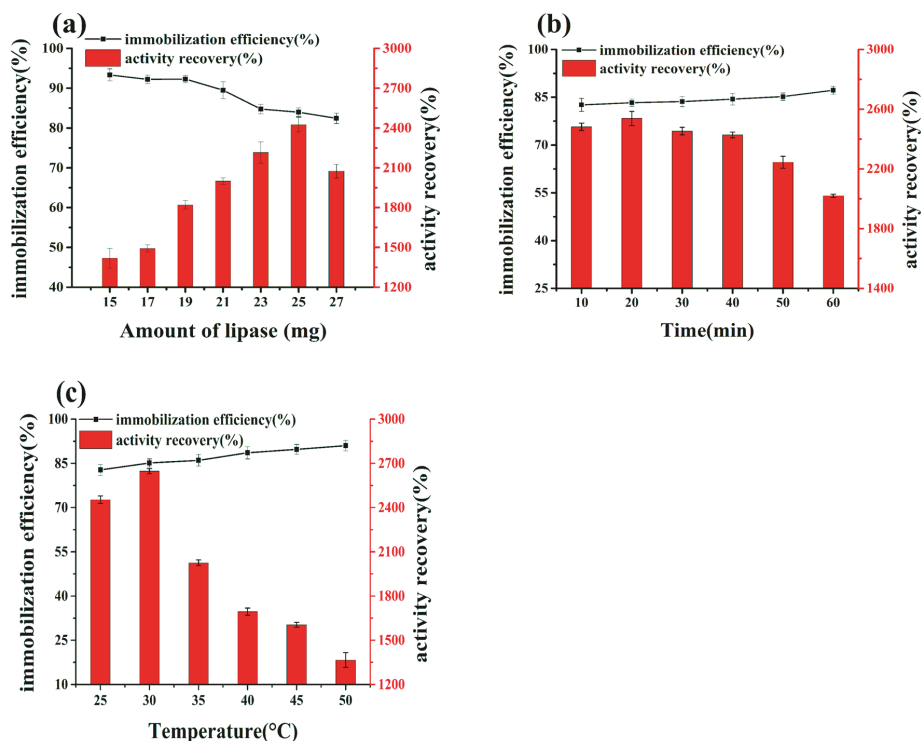 (a)
immobilization efficiency(%)
activity recovery(%)
immobilization efficiency(%)
100
90
80
70
60
50
40
3000
2700
2400
2100
1800
1500
1200
activity recovery(%)
15 17 19 21 23 25 27
Amount of lipase (mg)
(b)
immobilization efficiency(%)
activity recovery(%)
immobilization efficiency(%)
100
85
70
55
40
25
3000
2600
2200
1800
1400
activity recovery(%)
10 20 30 40 50 60
Time(min)
(c)
immobilization efficiency(%)
activity recovery(%)
immobilization efficiency(%)
100
85
70
55
40
25
10
3000
2700
2400
2100
1800
1500
1200
activity recovery(%)
25 30 35 40 45 50
Temperature(°C)